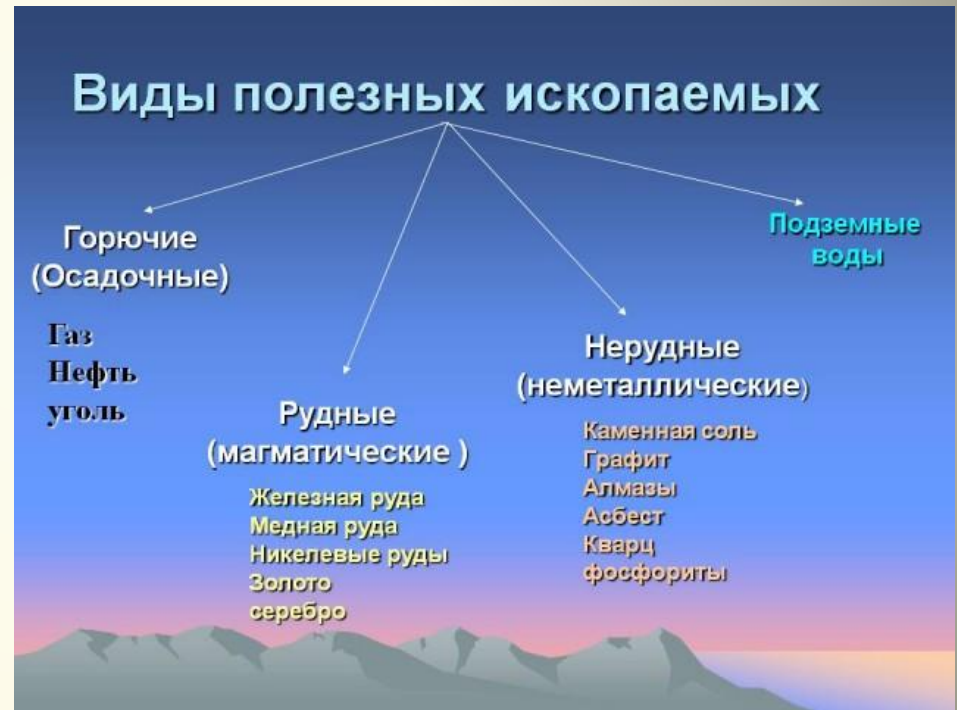 Виды полезных ископаемых
Горючие
(Осадочные)
Газ
Нефть
уголь
Рудные
(магматические )
Железная руда
Медная руда
Никелевые руды
Золото
серебро
Нерудные
(неметаллические)
Каменная соль
Графит
Алмазы
Асбест
Кварц
фосфориты
Подземные
воды